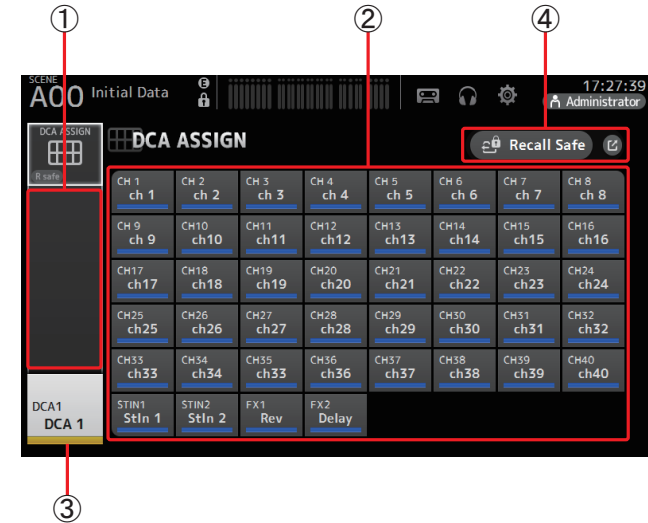 ① ② ④
SCENE
A00 Initial Data E 17:27:39
Administrator
DCA ASSIGN
R safe
DCA ASSIGN Recall Safe
CH 1 CH 2 CH 3 CH 4 CH 5 CH 6 CH 7 CH 8
ch 1 ch 2 ch 3 ch 4 ch 5 ch 6 ch 7 ch 8
CH 9 CH10 CH11 CH12 CH13 CH14 CH15 CH16
ch 9 ch10 ch11 ch12 ch13 ch14 ch15 ch16
CH17 CH18 CH19 CH20 CH21 CH22 CH23 CH24
ch17 ch18 ch19 ch20 ch21 ch22 ch23 ch24
CH25 CH26 CH27 CH28 CH29 CH30 CH31 CH32
ch25 ch26 ch27 ch28 ch29 ch30 ch31 ch32
CH33 CH34 CH35 CH36 CH37 CH38 CH39 CH40
ch33 ch34 ch33 ch36 ch37 ch38 ch39 ch40
STIN1 STIN2 FX1 FX2
StIn 1 StIn 2 Rev Delay
DCA1
DCA 1
③